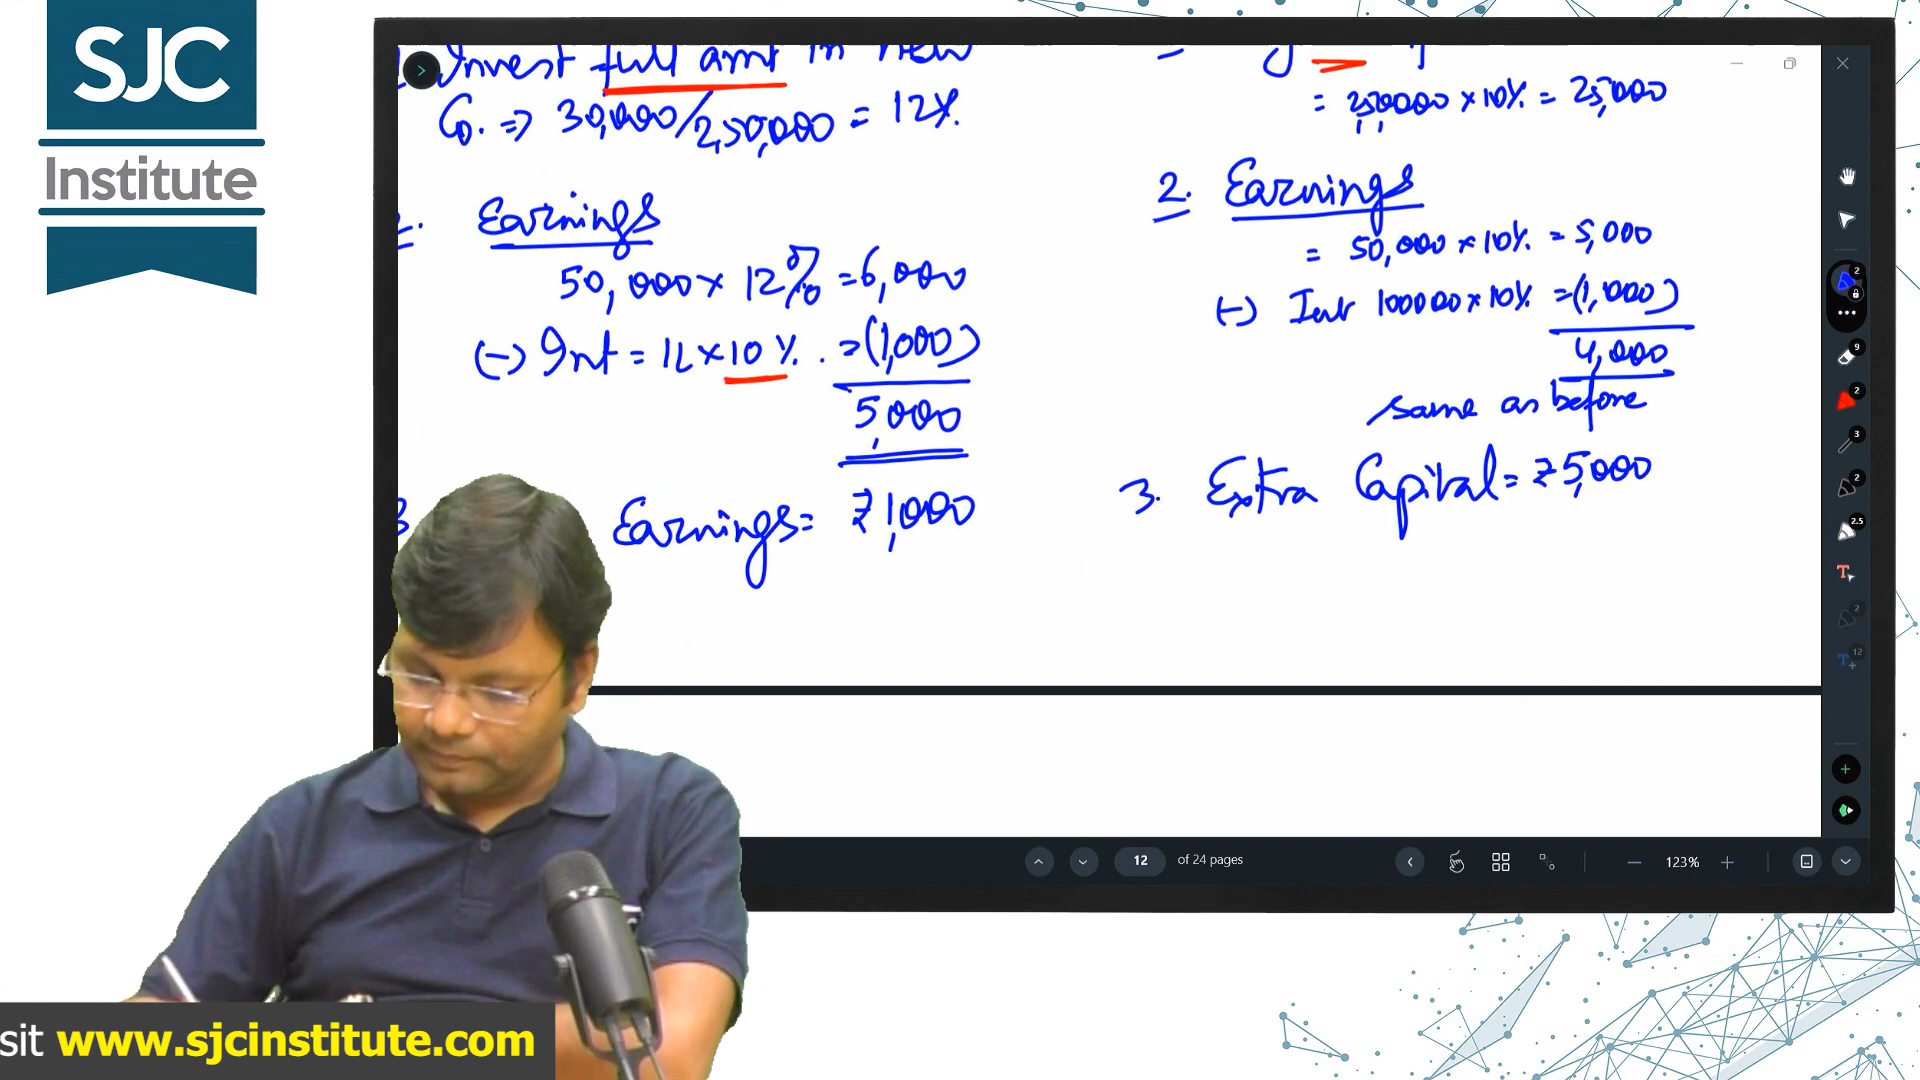 SJC
Institute
Invest full amt in new
Co. ⇒ 30,000/2,50,000 = 12%
Earnings
50,000 x 12% = 6,000
(-) Int = 1L x 10% = (1,000)
5,000
Earnings = ₹1,000
= 2,50,000 x 10% = 25,000
2. Earnings
= 50,000 x 10% = 5,000
(-) Int 100000 x 10% = (1,000)
4,000
same as before
3. Extra Capital = ₹5,000
12 of 24 pages
123%
sit www.sjcinstitute.com